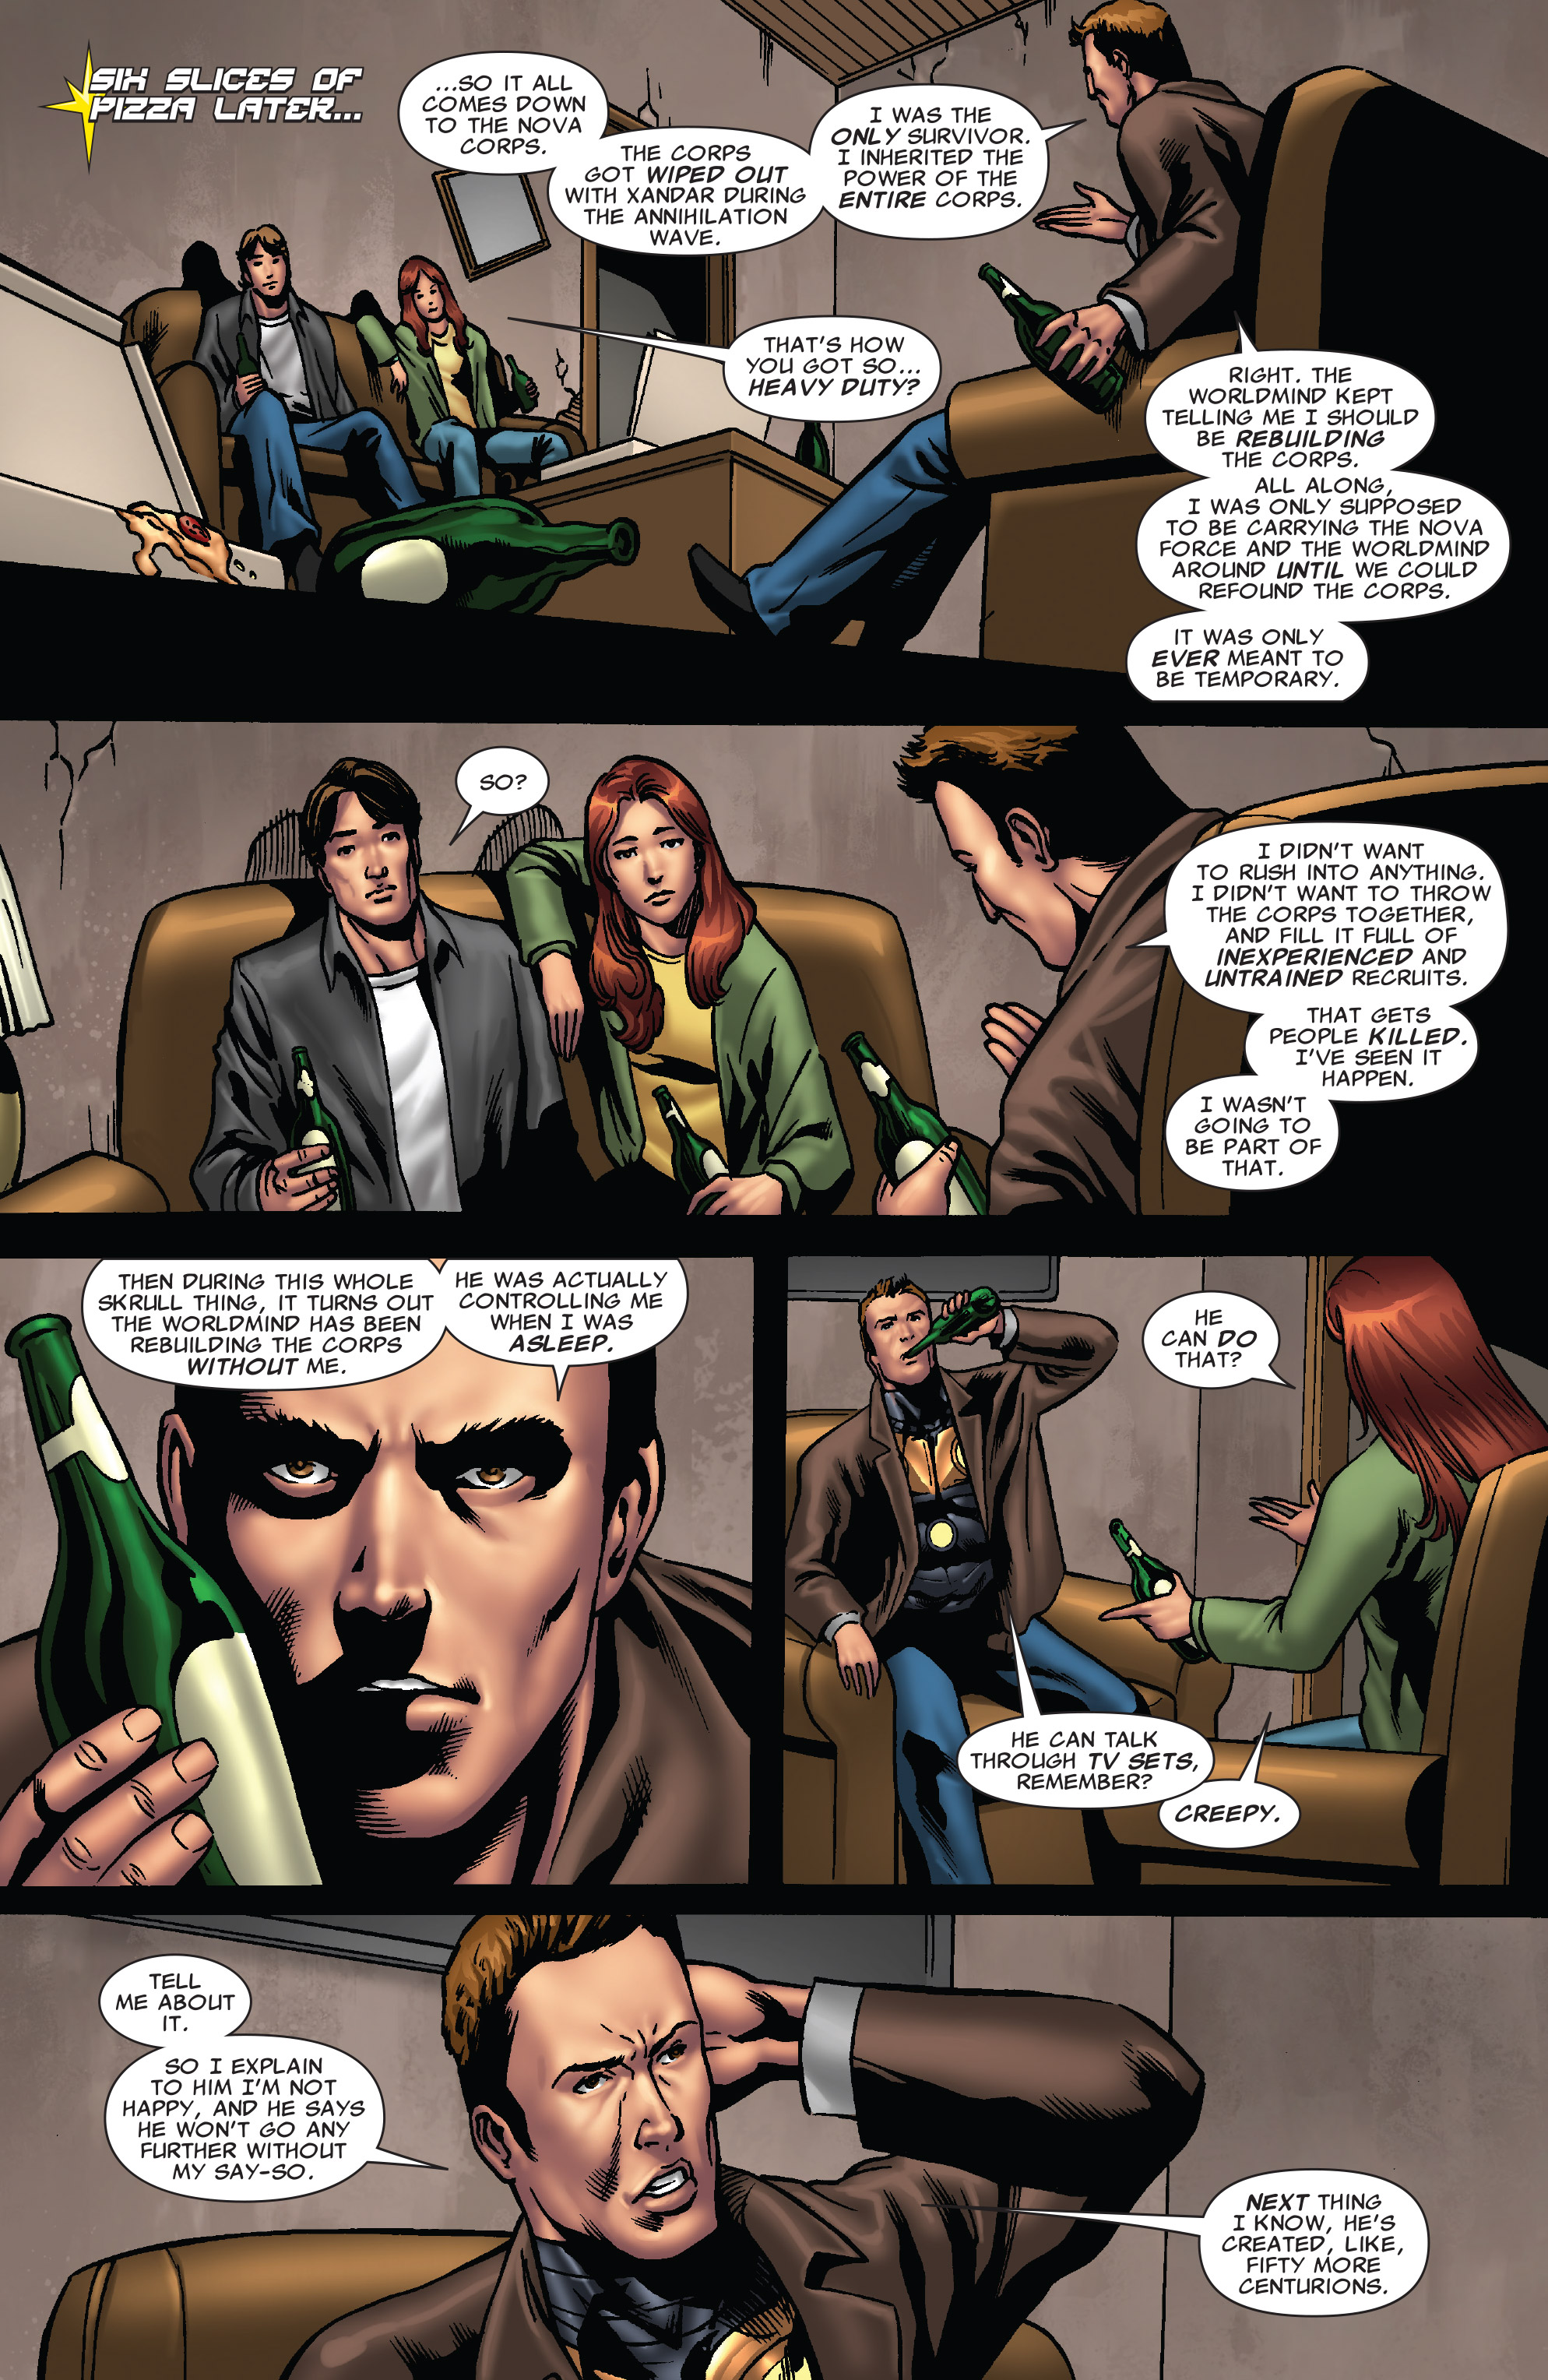 SIX SLICES OF
PIZZA LATER...
...SO IT ALL
COMES DOWN
TO THE NOVA
CORPS.
THE CORPS
GOT WIPED OUT
WITH XANDAR DURING
THE ANNIHILATION
WAVE.
I WAS THE
ONLY SURVIVOR.
I INHERITED THE
POWER OF THE
ENTIRE CORPS.
THAT'S HOW
YOU GOT SO...
HEAVY DUTY?
RIGHT. THE
WORLDMIND KEPT
TELLING ME I SHOULD
BE REBUILDING
THE CORPS.
ALL ALONG,
I WAS ONLY SUPPOSED
TO BE CARRYING THE NOVA
FORCE AND THE WORLDMIND
AROUND UNTIL WE COULD
REFOUND THE CORPS.
IT WAS ONLY
EVER MEANT TO
BE TEMPORARY.
SO?
I DIDN'T WANT
TO RUSH INTO ANYTHING.
I DIDN'T WANT TO THROW
THE CORPS TOGETHER,
AND FILL IT FULL OF
INEXPERIENCED AND
UNTRAINED RECRUITS.
THAT GETS
PEOPLE KILLED.
I'VE SEEN IT
HAPPEN.
I WASN'T
GOING TO
BE PART OF
THAT.
THEN DURING THIS WHOLE
SKRULL THING, IT TURNS OUT
THE WORLDMIND HAS BEEN
REBUILDING THE CORPS
WITHOUT ME.
HE WAS ACTUALLY
CONTROLLING ME
WHEN I WAS
ASLEEP.
HE
CAN DO
THAT?
HE CAN TALK
THROUGH TV SETS,
REMEMBER?
CREEPY.
TELL
ME ABOUT
IT.
SO I EXPLAIN
TO HIM I'M NOT
HAPPY, AND HE SAYS
HE WON'T GO ANY
FURTHER WITHOUT
MY SAY-SO.
NEXT THING
I KNOW, HE'S
CREATED, LIKE,
FIFTY MORE
CENTURIONS.